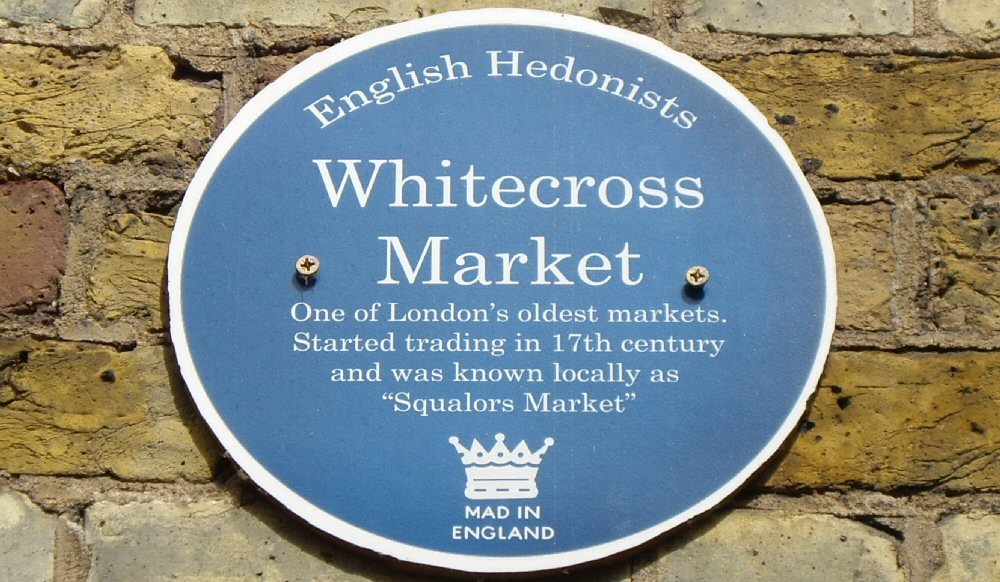 English Hedonists
Whitecross
Market
One of London's oldest markets.
Started trading in 17th century
and was known locally as
“Squalors Market”
MAD IN
ENGLAND